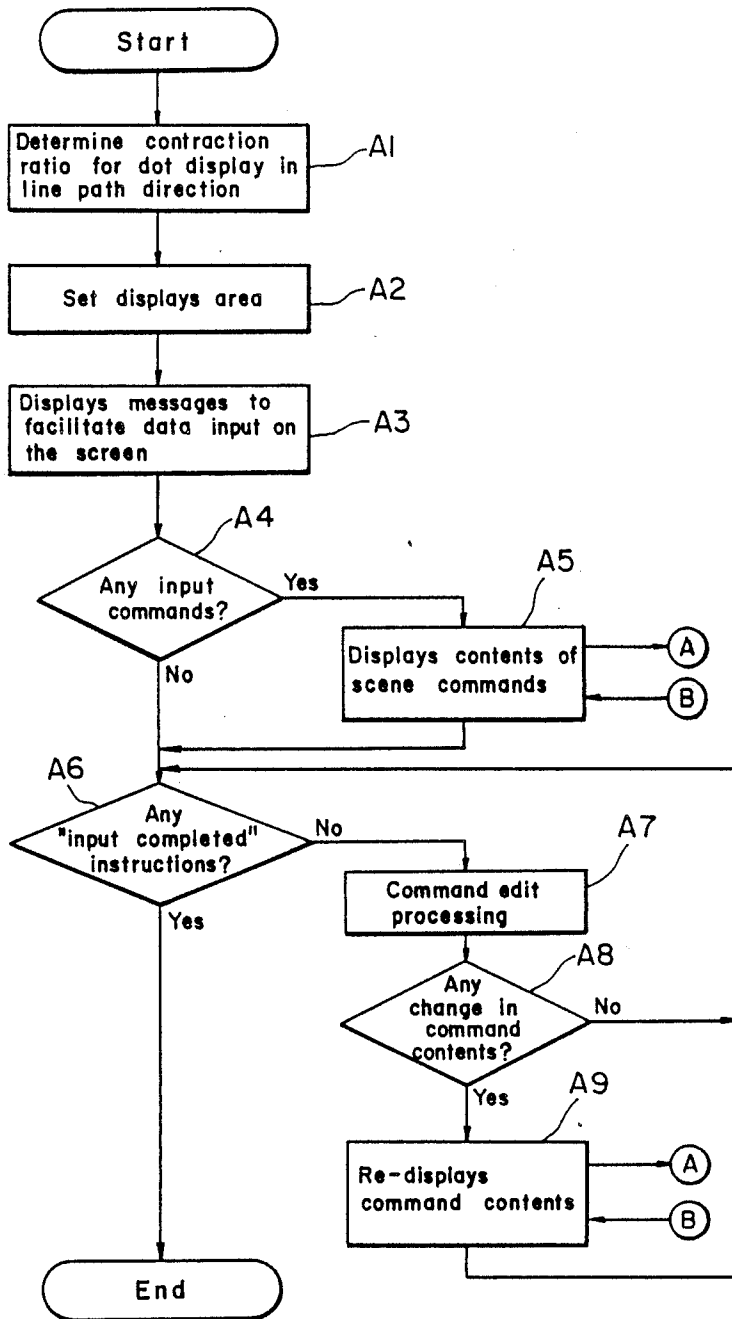 Start
Determine contraction
ratio for dot display in
line path direction
A1
Set displays area
A2
Displays messages to
facilitate data input on
the screen
A3
A4
Any input
commands?
Yes
No
A5
Displays contents of
scene commands
A
B
A6
Any
"input completed"
instructions?
No
Yes
A7
Command edit
processing
A8
Any
change in
command
contents?
No
Yes
A9
Re-displays
command contents
A
B
End